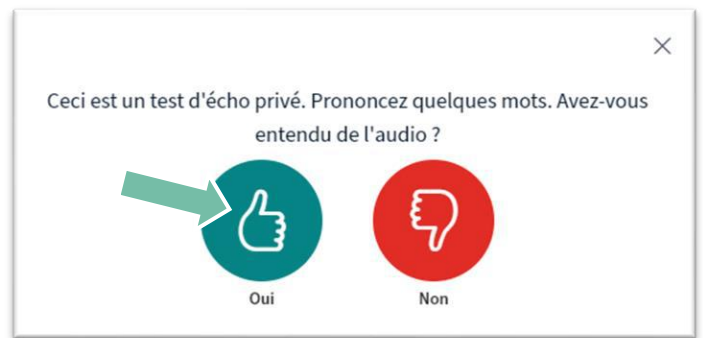 Ceci est un test d'écho privé. Prononcez quelques mots. Avez-vous
entendu de l'audio ?
Oui
Non